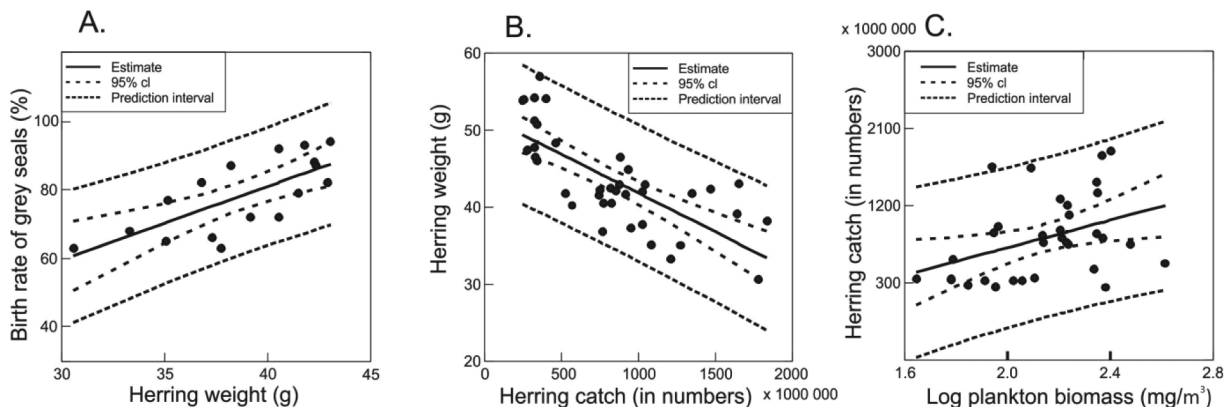 A.
Estimate
95% cl
Prediction interval
Birth rate of grey seals (%)
100
80
60
40
30
35
40
45
Herring weight (g)
B.
Estimate
95% cl
Prediction interval
Herring weight (g)
60
50
40
30
20
0
500
1000
1500
2000
Herring catch (in numbers) x 1000 000
x 1000 000
C.
Estimate
95% cl
Prediction interval
Herring catch (in numbers)
3000
2100
1200
300
1.6
2.0
2.4
2.8
Log plankton biomass (mg/m³)